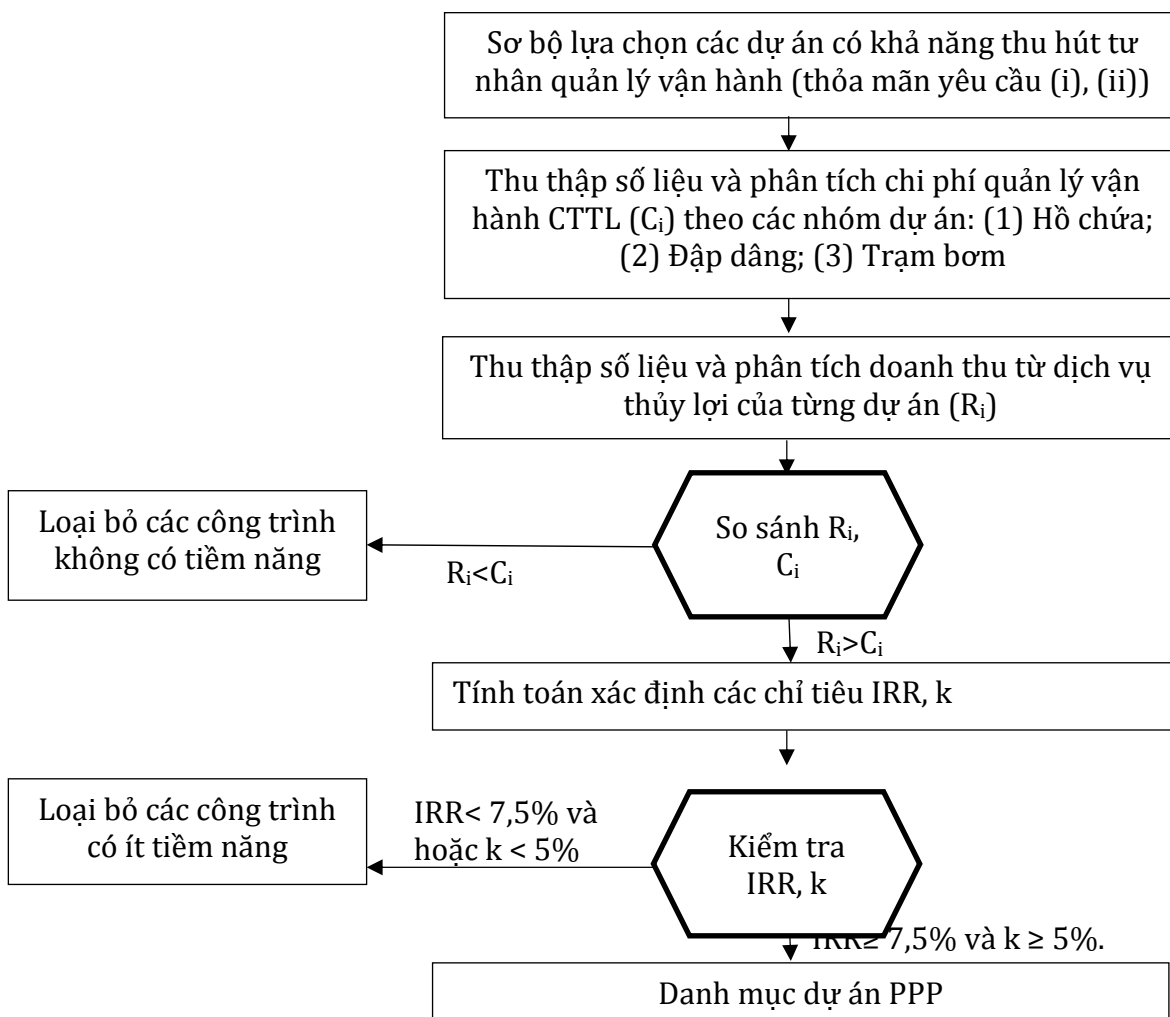 Sơ bộ lựa chọn các dự án có khả năng thu hút tư
nhân quản lý vận hành (thỏa mãn yêu cầu (i), (ii))
Thu thập số liệu và phân tích chi phí quản lý vận
hành CTTL (Cᵢ) theo các nhóm dự án: (1) Hồ chứa;
(2) Đập dâng; (3) Trạm bơm
Thu thập số liệu và phân tích doanh thu từ dịch vụ
thủy lợi của từng dự án (Rᵢ)
So sánh Rᵢ,
Cᵢ
Loại bỏ các công trình
không có tiềm năng
Rᵢ<Cᵢ
Rᵢ>Cᵢ
Tính toán xác định các chỉ tiêu IRR, k
Loại bỏ các công trình
có ít tiềm năng
IRR< 7,5% và
hoặc k < 5%
Kiểm tra
IRR, k
IRR≥ 7,5% và k ≥ 5%.
Danh mục dự án PPP